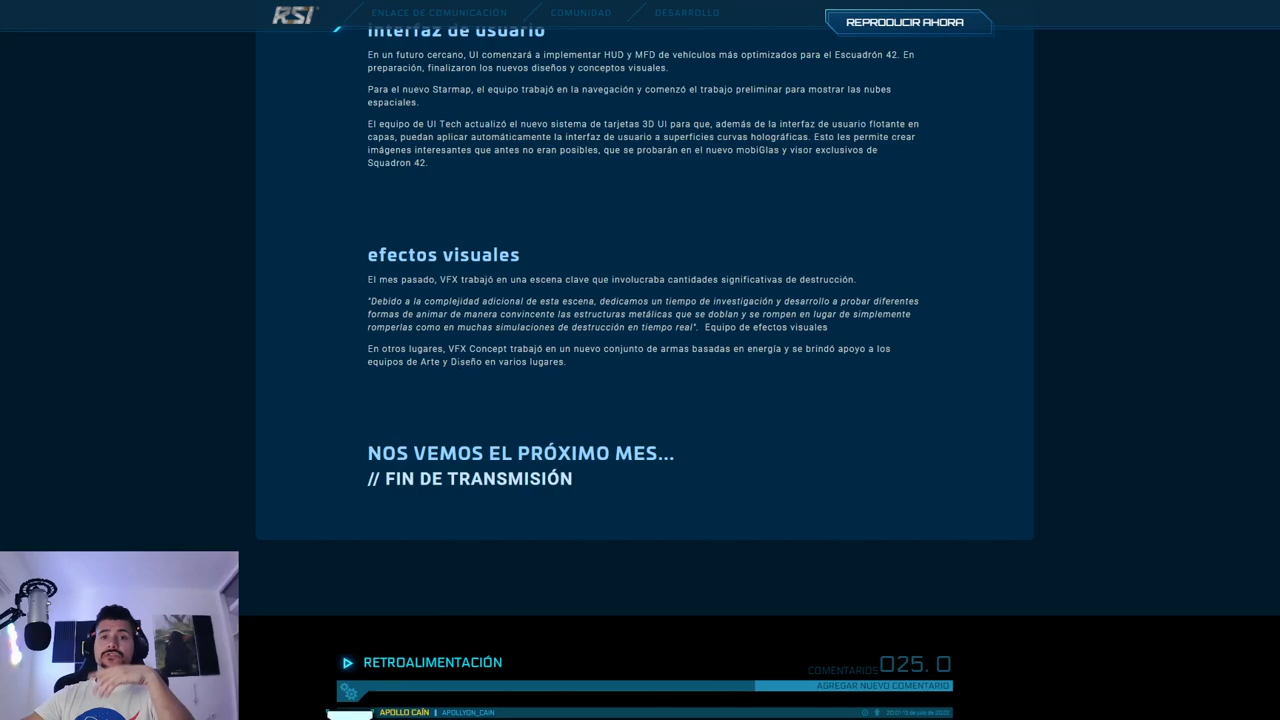 RSI
ENLACE DE COMUNICACIÓN
COMUNIDAD
DESARROLLO
REPRODUCIR AHORA
interfaz de usuario
En un futuro cercano, UI comenzará a implementar HUD y MFD de vehículos más optimizados para el Escuadrón 42. En
preparación, finalizaron los nuevos diseños y conceptos visuales.
Para el nuevo Starmap, el equipo trabajó en la navegación y comenzó el trabajo preliminar para mostrar las nubes
espaciales.
El equipo de UI Tech actualizó el nuevo sistema de tarjetas 3D UI para que, además de la interfaz de usuario flotante en
capas, puedan aplicar automáticamente la interfaz de usuario a superficies curvas holográficas. Esto les permite crear
imágenes interesantes que antes no eran posibles, que se probarán en el nuevo mobiGlas y visor exclusivos de
Squadron 42.
efectos visuales
El mes pasado, VFX trabajó en una escena clave que involucraba cantidades significativas de destrucción.
"Debido a la complejidad adicional de esta escena, dedicamos un tiempo de investigación y desarrollo a probar diferentes
formas de animar de manera convincente las estructuras metálicas que se doblan y se rompen en lugar de simplemente
romperlas como en muchas simulaciones de destrucción en tiempo real". Equipo de efectos visuales
En otros lugares, VFX Concept trabajó en un nuevo conjunto de armas basadas en energía y se brindó apoyo a los
equipos de Arte y Diseño en varios lugares.
NOS VEMOS EL PRÓXIMO MES...
// FIN DE TRANSMISIÓN
RETROALIMENTACIÓN
COMENTARIOS 025. 0
AGREGAR NUEVO COMENTARIO
APOLLO CAÍN | APOLLYON_CAIN